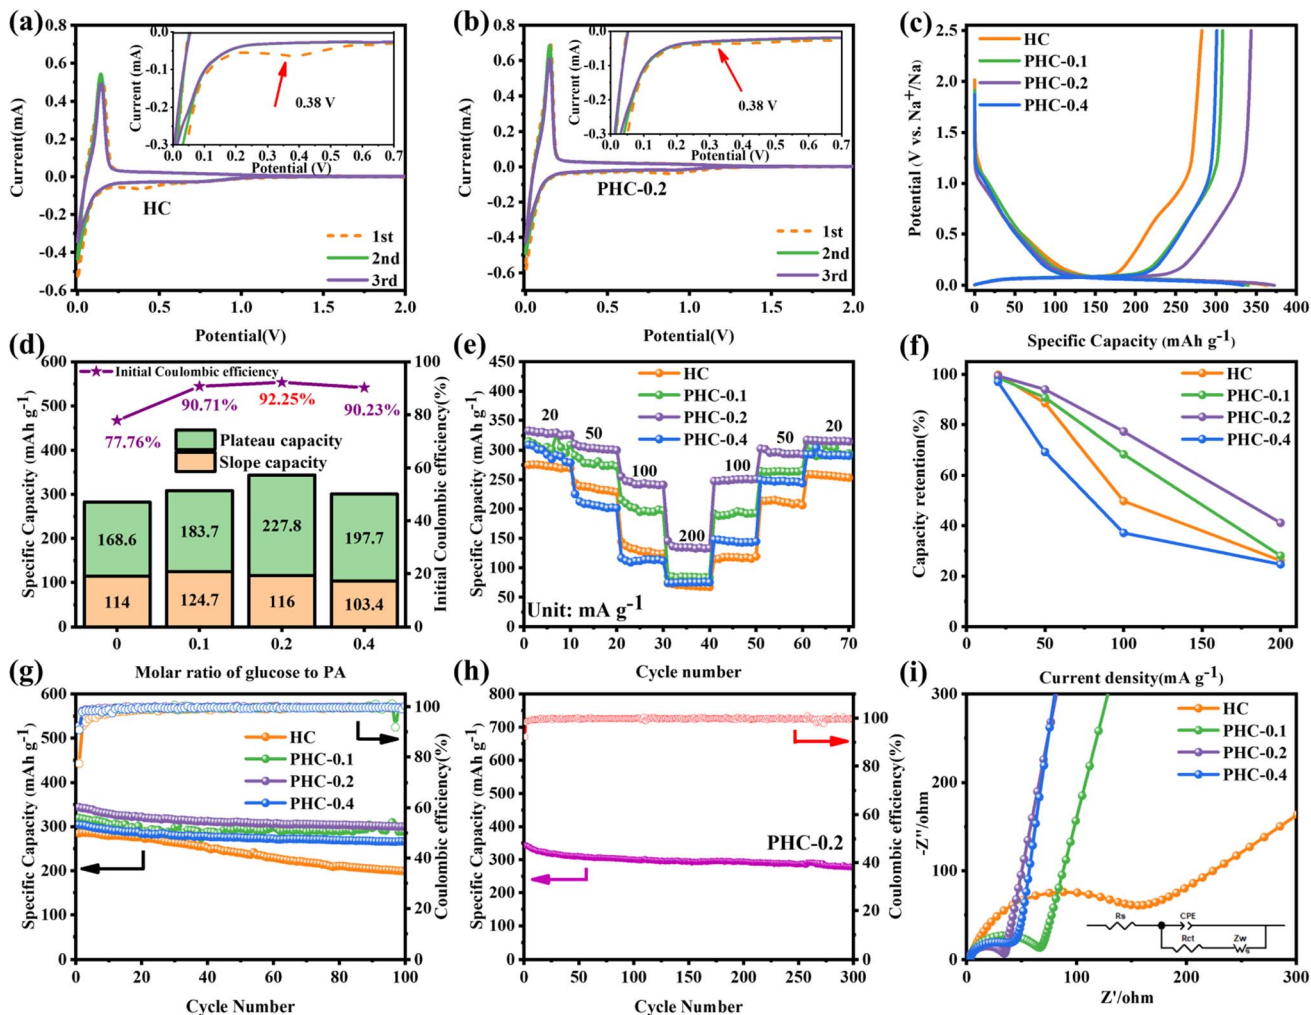 (a)
0.8
0.6
0.4
0.2
0.0
-0.2
-0.4
0.6
Current(mA)
0.0
0.5
1.0
1.5
2.0
Potential(V)
HC
1st
2nd
3rd
0.0
-0.1
-0.2
-0.3
Current (mA)
0.38 V
0.0 0.1 0.2 0.3 0.4 0.5 0.6 0.7
Potential (V)
(b)
0.8
0.6
0.4
0.2
0.0
-0.2
-0.4
-0.6
Current(mA)
0.0
0.5
1.0
1.5
2.0
Potential(V)
PHC-0.2
1st
2nd
3rd
0.0
-0.1
-0.2
-0.3
Current (mA)
0.38 V
0.0 0.1 0.2 0.3 0.4 0.5 0.6 0.7
Potential (V)
(c)
2.5
2.0
1.5
1.0
0.5
0.0
Potential (V vs. Na⁺/Na)
HC
PHC-0.1
PHC-0.2
PHC-0.4
0 50 100 150 200 250 300 350 400
Specific Capacity (mAh g⁻¹)
(d)
600
500
400
300
200
100
0
Specific Capacity (mAh g⁻¹)
Initial Coulombic efficiency
77.76%
90.71%
92.25%
90.23%
Plateau capacity
Slope capacity
168.6
183.7
227.8
197.7
114
124.7
116
103.4
0
0.1
0.2
0.4
Molar ratio of glucose to PA
100
80
60
40
20
0
Initial Coulombic efficiency(%)
(e)
450
400
350
300
250
200
150
100
50
0
Specific Capacity (mAh g⁻¹)
HC
PHC-0.1
PHC-0.2
PHC-0.4
20
50
100
200
100
50
20
Unit: mA g⁻¹
0 10 20 30 40 50 60 70
Cycle number
(f)
100
80
60
40
20
0
Capacity retention(%)
HC
PHC-0.1
PHC-0.2
PHC-0.4
0 50 100 150 200
Current density(mA g⁻¹)
(g)
600
500
400
300
200
100
0
Specific Capacity (mAh g⁻¹)
HC
PHC-0.1
PHC-0.2
PHC-0.4
0 20 40 60 80 100
Cycle Number
100
80
60
40
20
0
Coulombic efficiency(%)
(h)
800
700
600
500
400
300
200
100
0
Specific Capacity (mAh g⁻¹)
PHC-0.2
0 50 100 150 200 250 300
Cycle Number
100
80
60
40
20
0
Coulombic efficiency(%)
(i)
300
200
100
0
-Z''/ohm
HC
PHC-0.1
PHC-0.2
PHC-0.4
Rs
CPE
Rct
Zw
0 100 200 300
Z'/ohm